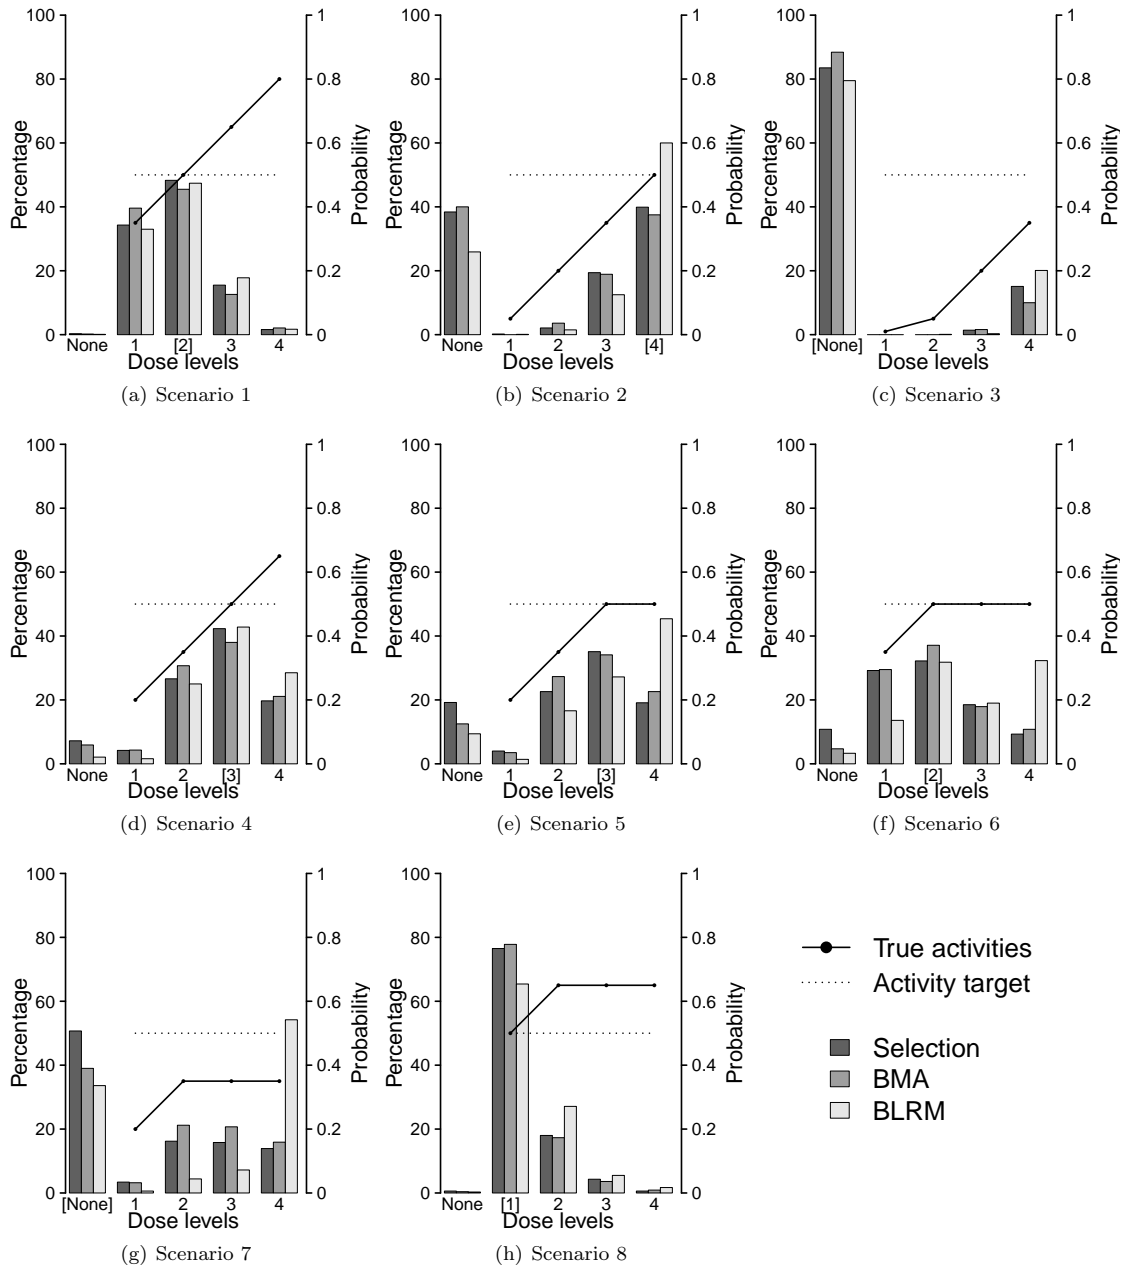 100
80
60
40
20
0
Percentage
None 1 [2] 3 4
Dose levels
1
0.8
0.6
0.4
0.2
0
Probability
(a) Scenario 1
100
80
60
40
20
0
Percentage
None 1 2 3 [4]
Dose levels
1
0.8
0.6
0.4
0.2
0
Probability
(b) Scenario 2
100
80
60
40
20
0
Percentage
[None] 1 2 3 4
Dose levels
1
0.8
0.6
0.4
0.2
0
Probability
(c) Scenario 3
100
80
60
40
20
0
Percentage
None 1 2 [3] 4
Dose levels
1
0.8
0.6
0.4
0.2
0
Probability
(d) Scenario 4
100
80
60
40
20
0
Percentage
None 1 2 [3] 4
Dose levels
1
0.8
0.6
0.4
0.2
0
Probability
(e) Scenario 5
100
80
60
40
20
0
Percentage
None 1 [2] 3 4
Dose levels
1
0.8
0.6
0.4
0.2
0
Probability
(f) Scenario 6
100
80
60
40
20
0
Percentage
[None] 1 2 3 4
Dose levels
1
0.8
0.6
0.4
0.2
0
Probability
(g) Scenario 7
100
80
60
40
20
0
Percentage
None [1] 2 3 4
Dose levels
1
0.8
0.6
0.4
0.2
0
Probability
(h) Scenario 8
True activities
Activity target
Selection
BMA
BLRM